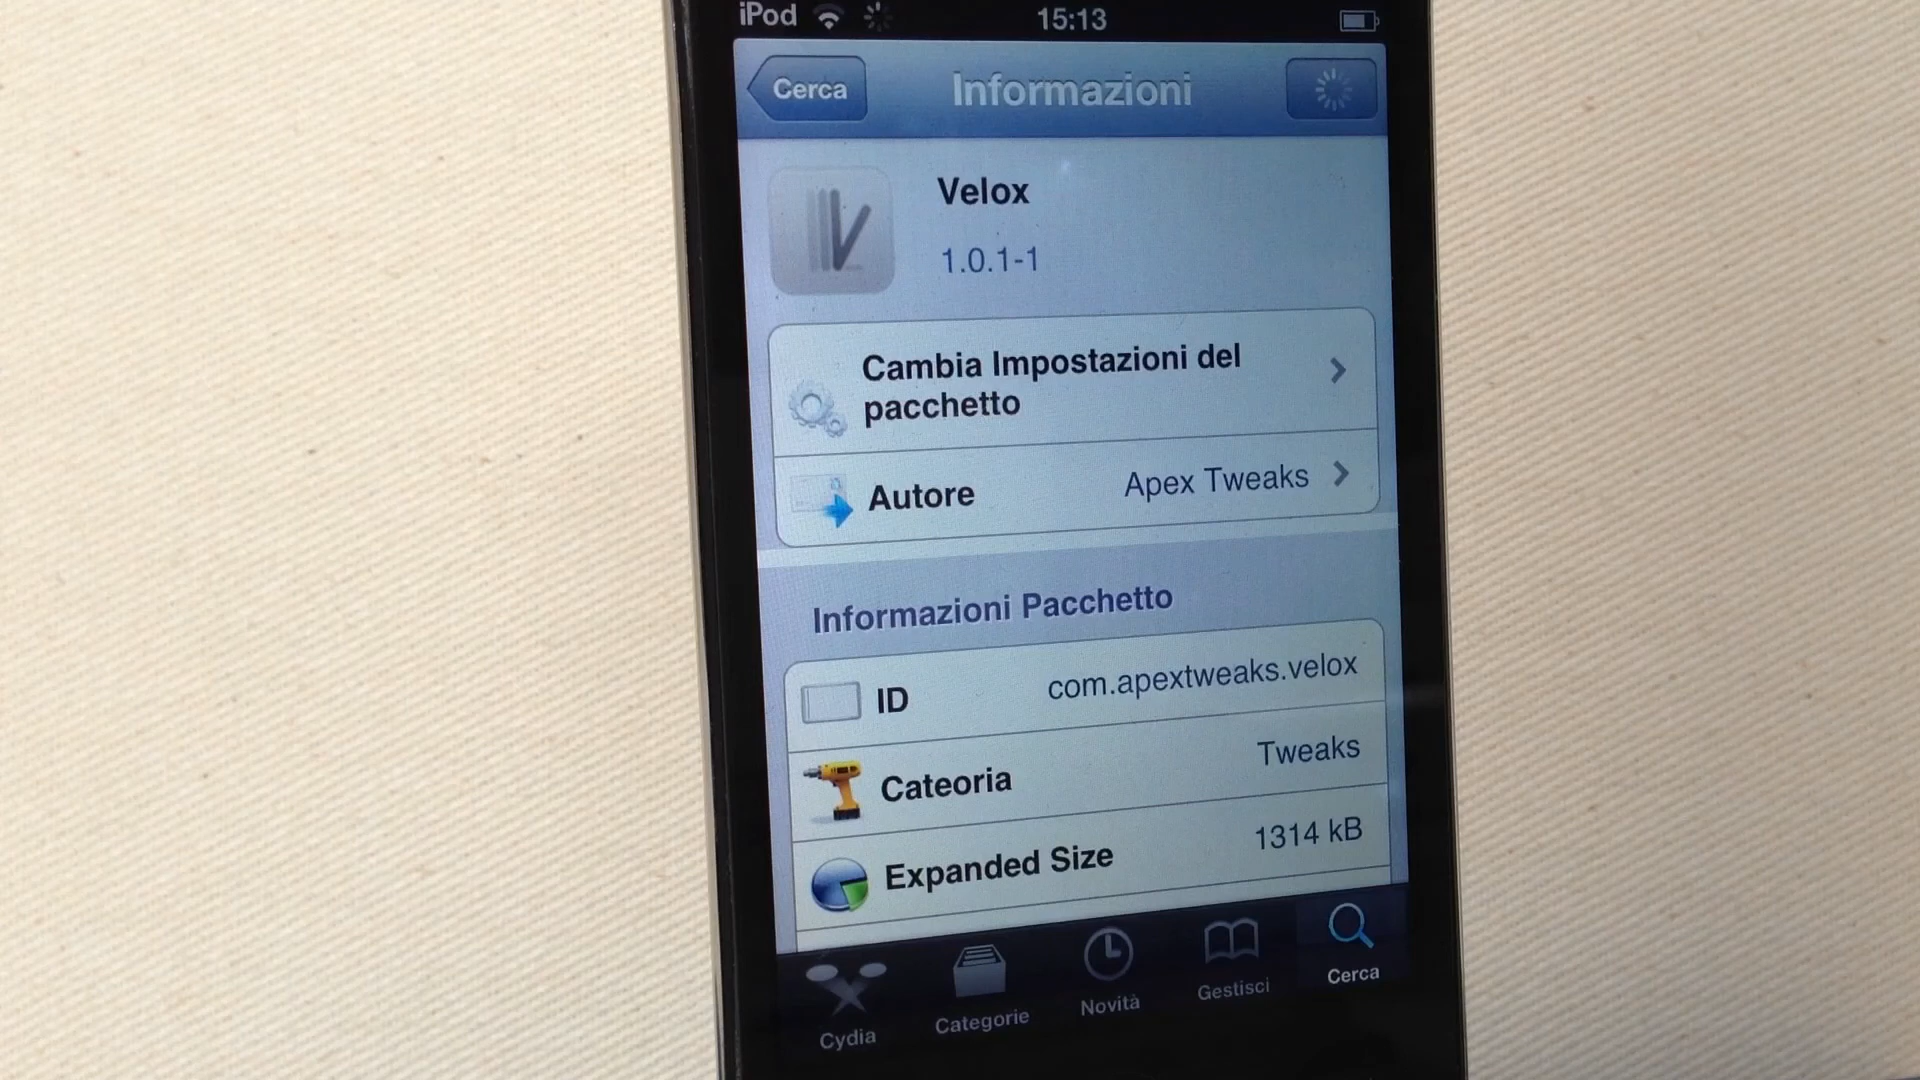 iPod 15:13
Cerca Informazioni
Velox
1.0.1-1
Cambia Impostazioni del
pacchetto
Autore Apex Tweaks
Informazioni Pacchetto
ID com.apextweaks.velox
Cateoria Tweaks
Expanded Size 1314 kB
Cydia Categorie Novità Gestisci Cerca